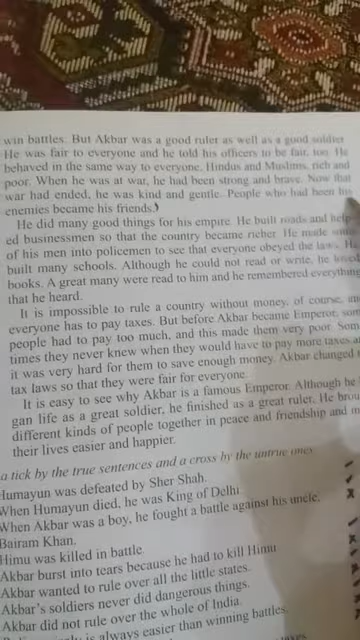 win battles. But Akbar was a good ruler as well as a good soldier
He was fair to everyone and he told his officers to be fair, too. He
behaved in the same way to everyone, Hindus and Muslims, rich and
poor. When he was at war, he had been strong and brave. Now that
war had ended, he was kind and gentle. People who had been his
enemies became his friends.
He did many good things for his empire. He built roads and help
ed businessmen so that the country became richer. He made some
of his men into policemen to see that everyone obeyed the laws. He
built many schools. Although he could not read or write, he loved
books. A great many were read to him and he remembered everything
that he heard.
It is impossible to rule a country without money, of course, an
everyone has to pay taxes. But before Akbar became Emperor, som
people had to pay too much, and this made them very poor. Som
times they never knew when they would have to pay more taxes a
it was very hard for them to save enough money. Akbar changed
tax laws so that they were fair for everyone.
It is easy to see why Akbar is a famous Emperor. Although he
gan life as a great soldier, he finished as a great ruler. He brou
different kinds of people together in peace and friendship and m
their lives easier and happier.
a tick by the true sentences and a cross by the untrue ones
Humayun was defeated by Sher Shah.
When Humayun died, he was King of Delhi
When Akbar was a boy, he fought a battle against his uncle,
Bairam Khan.
Himu was killed in battle.
Akbar burst into tears because he had to kill Himu
Akbar wanted to rule over all the little states.
Akbar's soldiers never did dangerous things.
Akbar did not rule over the whole of India.
is always easier than winning battles.